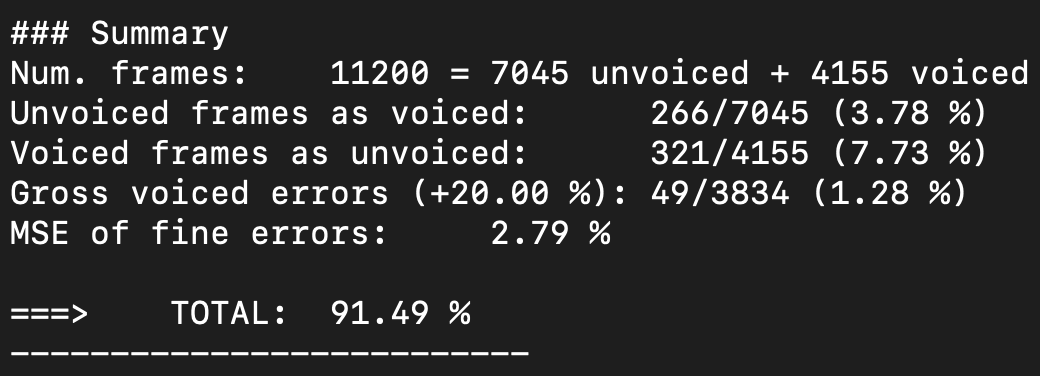 ### Summary
Num. frames:    11200 = 7045 unvoiced + 4155 voiced
Unvoiced frames as voiced:      266/7045 (3.78 %)
Voiced frames as unvoiced:      321/4155 (7.73 %)
Gross voiced errors (+20.00 %): 49/3834 (1.28 %)
MSE of fine errors:     2.79 %

===>    TOTAL:  91.49 %
--------------------------